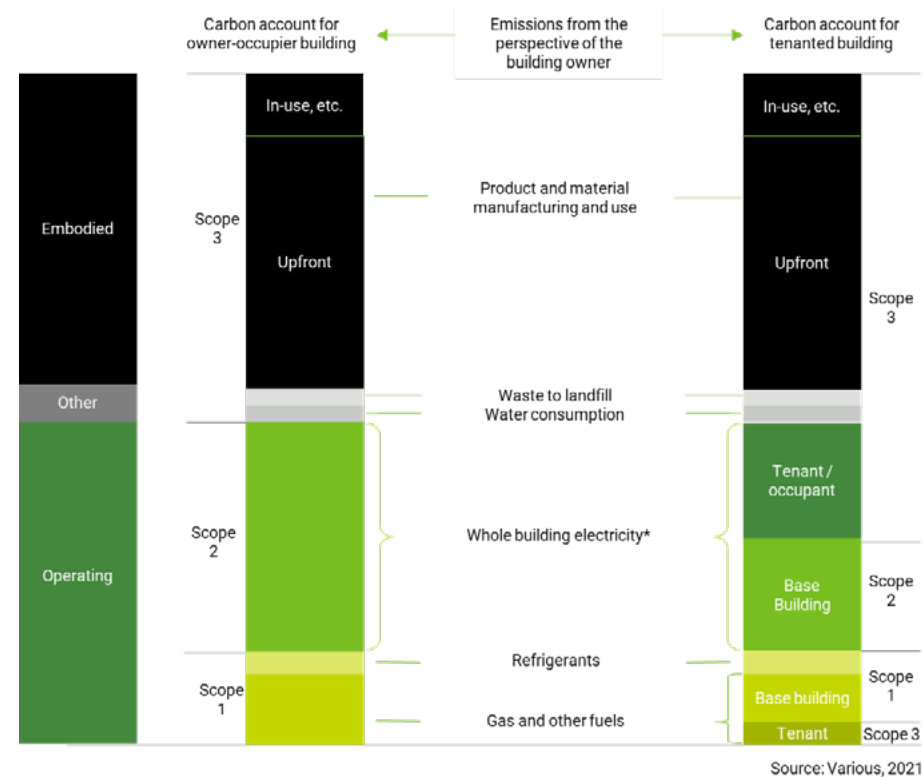 Carbon account for
owner-occupier building
Emissions from the
perspective of the
building owner
Carbon account for
tenanted building
In-use, etc.
In-use, etc.
Product and material
manufacturing and use
Scope
3
Embodied
Upfront
Upfront
Scope
3
Other
Waste to landfill
Water consumption
Tenant /
occupant
Scope
2
Whole building electricity*
Operating
Base
Building
Scope
2
Refrigerants
Scope
1
Scope
1
Base building
Gas and other fuels
Tenant
Scope 3
Source: Various, 2021